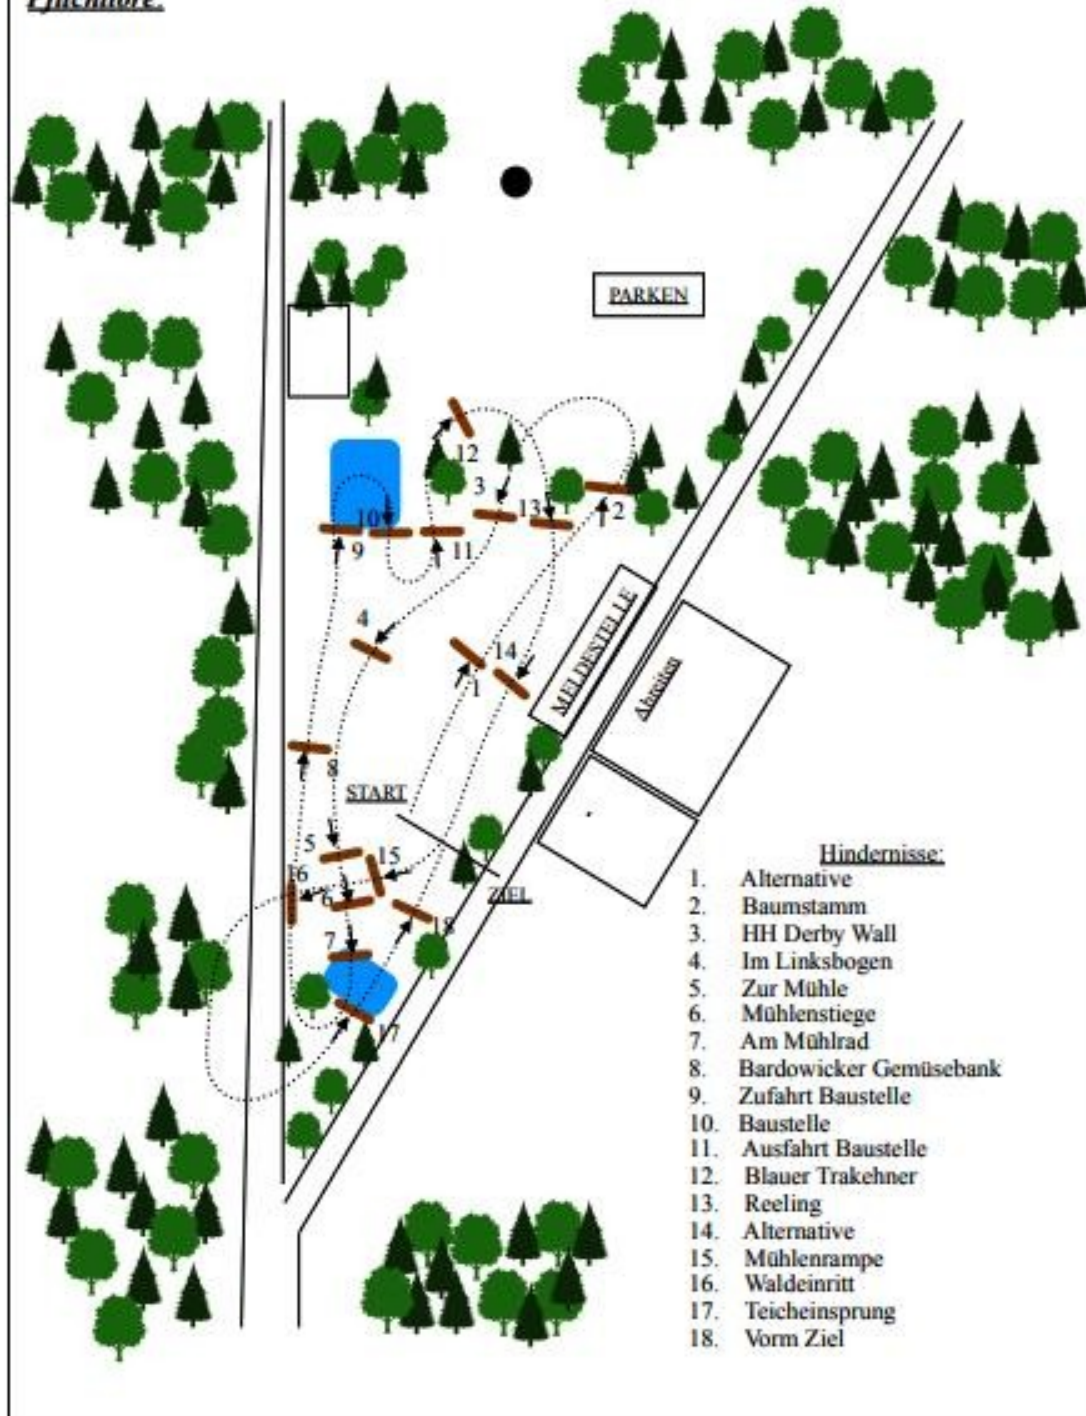 Pflichttore:
PARKEN
12
3
13
2
10
9
11
4
MELDESTELLE
14
1
Abreiten
8
START
5
15
16
6
ZIEL
18
7
17
Hindernisse:
1. Alternative
2. Baumstamm
3. HH Derby Wall
4. Im Linksbogen
5. Zur Mühle
6. Mühlenstiege
7. Am Mühlrad
8. Bardowicker Gemüsebank
9. Zufahrt Baustelle
10. Baustelle
11. Ausfahrt Baustelle
12. Blauer Trakehner
13. Reeling
14. Alternative
15. Mühlenrampe
16. Waldeinritt
17. Teicheinsprung
18. Vorm Ziel